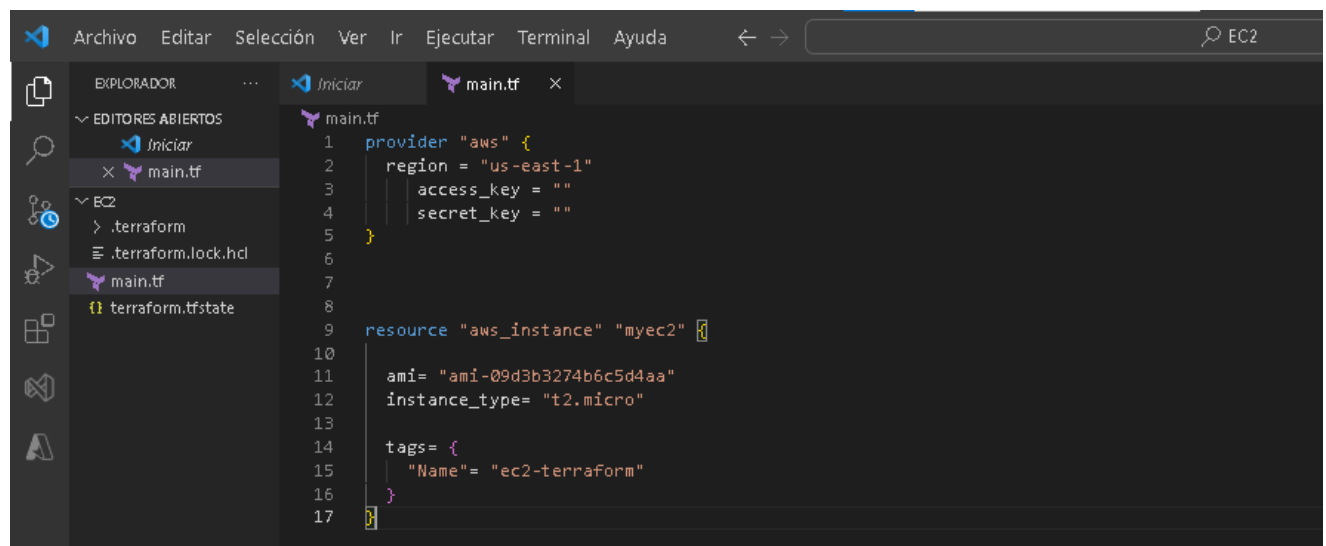 Archivo Editar Selección Ver Ir Ejecutar Terminal Ayuda EC2
EXPLORADOR ...
Iniciar
main.tf
EDITORES ABIERTOS
Iniciar
main.tf
EC2
.terraform
.terraform.lock.hcl
main.tf
terraform.tfstate
main.tf
1 provider "aws" {
2 region = "us-east-1"
3 access_key = ""
4 secret_key = ""
5 }
6
7
8
9 resource "aws_instance" "myec2" {
10
11 ami= "ami-09d3b3274b6c5d4aa"
12 instance_type= "t2.micro"
13
14 tags= {
15 "Name"= "ec2-terraform"
16 }
17 }